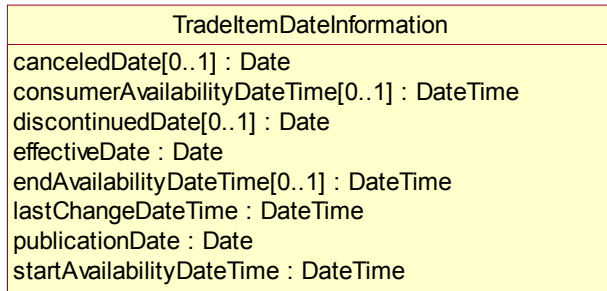 TradeItemDateInformation
canceledDate[0..1] : Date
consumerAvailabilityDateTime[0..1] : DateTime
discontinuedDate[0..1] : Date
effectiveDate : Date
endAvailabilityDateTime[0..1] : DateTime
lastChangeDateTime : DateTime
publicationDate : Date
startAvailabilityDateTime : DateTime